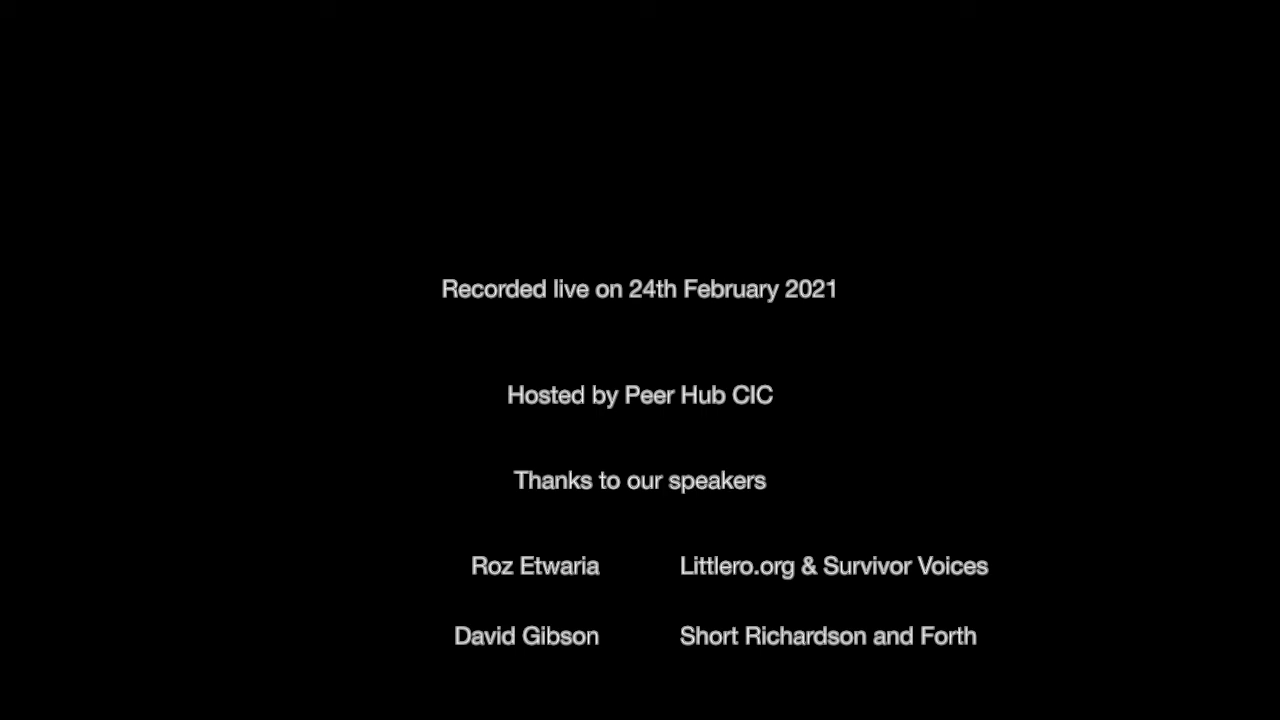 Recorded live on 24th February 2021
Hosted by Peer Hub CIC
Thanks to our speakers
Roz Etwaria Littlero.org & Survivor Voices
David Gibson Short Richardson and Forth